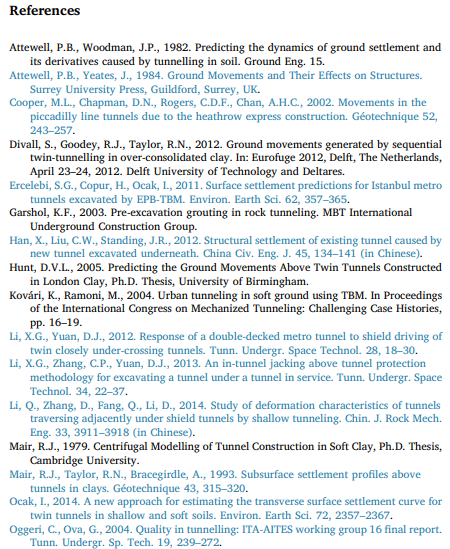 References
Attewell, P.B., Woodman, J.P., 1982. Predicting the dynamics of ground settlement and
its derivatives caused by tunnelling in soil. Ground Eng. 15.
Attewell, P.B., Yeates, J., 1984. Ground Movements and Their Effects on Structures.
Surrey University Press, Guildford, Surrey, UK.
Cooper, M.L., Chapman, D.N., Rogers, C.D.F., Chan, A.H.C., 2002. Movements in the
piccadilly line tunnels due to the heathrow express construction. Géotechnique 52,
243–257.
Divall, S., Goodey, R.J., Taylor, R.N., 2012. Ground movements generated by sequential
twin-tunnelling in over-consolidated clay. In: Eurofuge 2012, Delft, The Netherlands,
April 23–24, 2012. Delft University of Technology and Deltares.
Ercelebi, S.G., Copur, H., Ocak, I., 2011. Surface settlement predictions for Istanbul metro
tunnels excavated by EPB-TBM. Environ. Earth Sci. 62, 357–365.
Garshol, K.F., 2003. Pre-excavation grouting in rock tunneling. MBT International
Underground Construction Group.
Han, X., Liu, C.W., Standing, J.R., 2012. Structural settlement of existing tunnel caused by
new tunnel excavated underneath. China Civ. Eng. J. 45, 134–141 (in Chinese).
Hunt, D.V.L., 2005. Predicting the Ground Movements Above Twin Tunnels Constructed
in London Clay, Ph.D. Thesis, University of Birmingham.
Kovári, K., Ramoni, M., 2004. Urban tunneling in soft ground using TBM. In Proceedings
of the International Congress on Mechanized Tunneling: Challenging Case Histories,
pp. 16–19.
Li, X.G., Yuan, D.J., 2012. Response of a double-decked metro tunnel to shield driving of
twin closely under-crossing tunnels. Tunn. Undergr. Space Technol. 28, 18–30.
Li, X.G., Zhang, C.P., Yuan, D.J., 2013. An in-tunnel jacking above tunnel protection
methodology for excavating a tunnel under a tunnel in service. Tunn. Undergr. Space
Technol. 34, 22–37.
Li, Q., Zhang, D., Fang, Q., Li, D., 2014. Study of deformation characteristics of tunnels
traversing adjacently under shield tunnels by shallow tunneling. Chin. J. Rock Mech.
Eng. 33, 3911–3918 (in Chinese).
Mair, R.J., 1979. Centrifugal Modelling of Tunnel Construction in Soft Clay, Ph.D. Thesis,
Cambridge University.
Mair, R.J., Taylor, R.N., Bracegirdle, A., 1993. Subsurface settlement profiles above
tunnels in clays. Géotechnique 43, 315–320.
Ocak, I., 2014. A new approach for estimating the transverse surface settlement curve for
twin tunnels in shallow and soft soils. Environ. Earth Sci. 72, 2357–2367.
Oggeri, C., Ova, G., 2004. Quality in tunnelling: ITA-AITES working group 16 final report.
Tunn. Undergr. Sp. Tech. 19, 239–272.